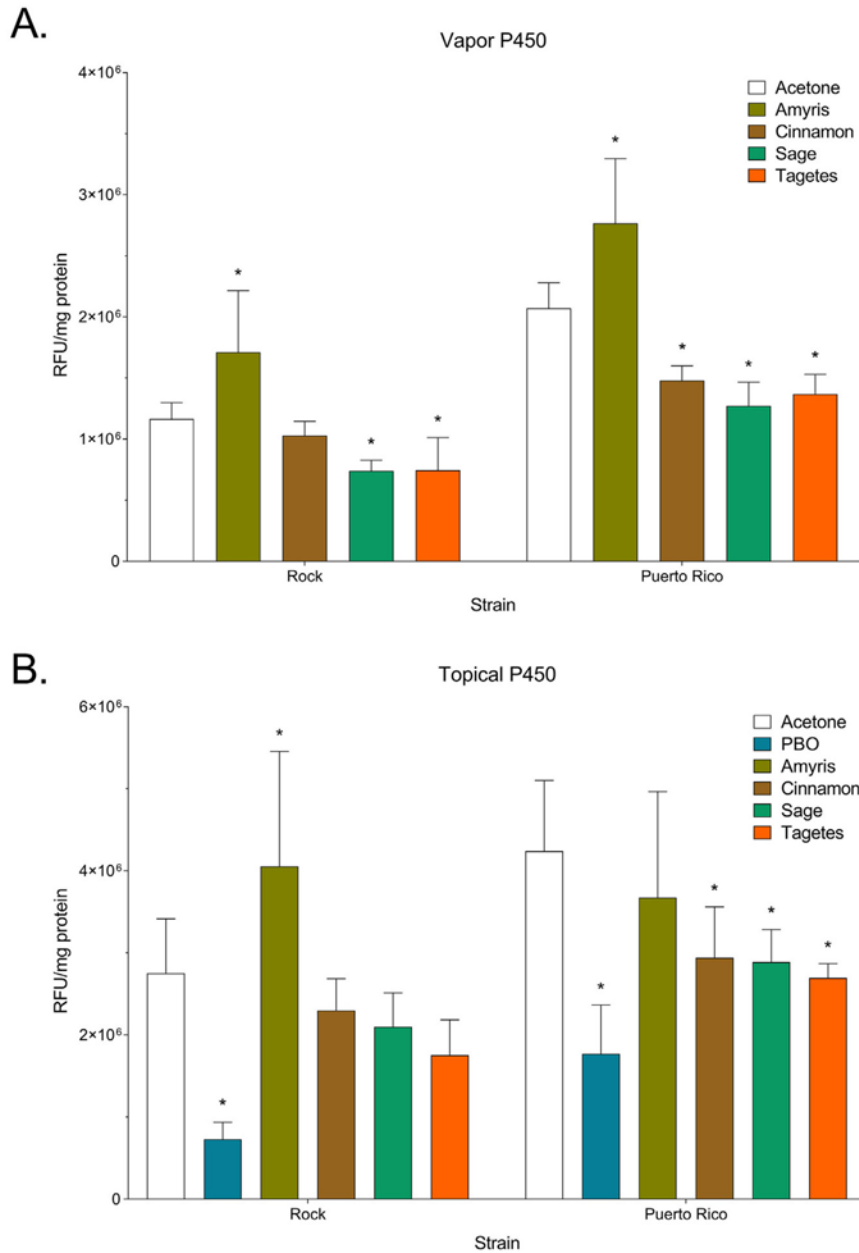 A.
Vapor P450
4×10⁶
3×10⁶
2×10⁶
1×10⁶
0
RFU/mg protein
Acetone
Amyris
Cinnamon
Sage
Tagetes
*
*
*
*
*
*
*
Rock
Puerto Rico
Strain
B.
Topical P450
6×10⁶
4×10⁶
2×10⁶
0
RFU/mg protein
Acetone
PBO
Amyris
Cinnamon
Sage
Tagetes
*
*
*
*
*
*
Rock
Puerto Rico
Strain